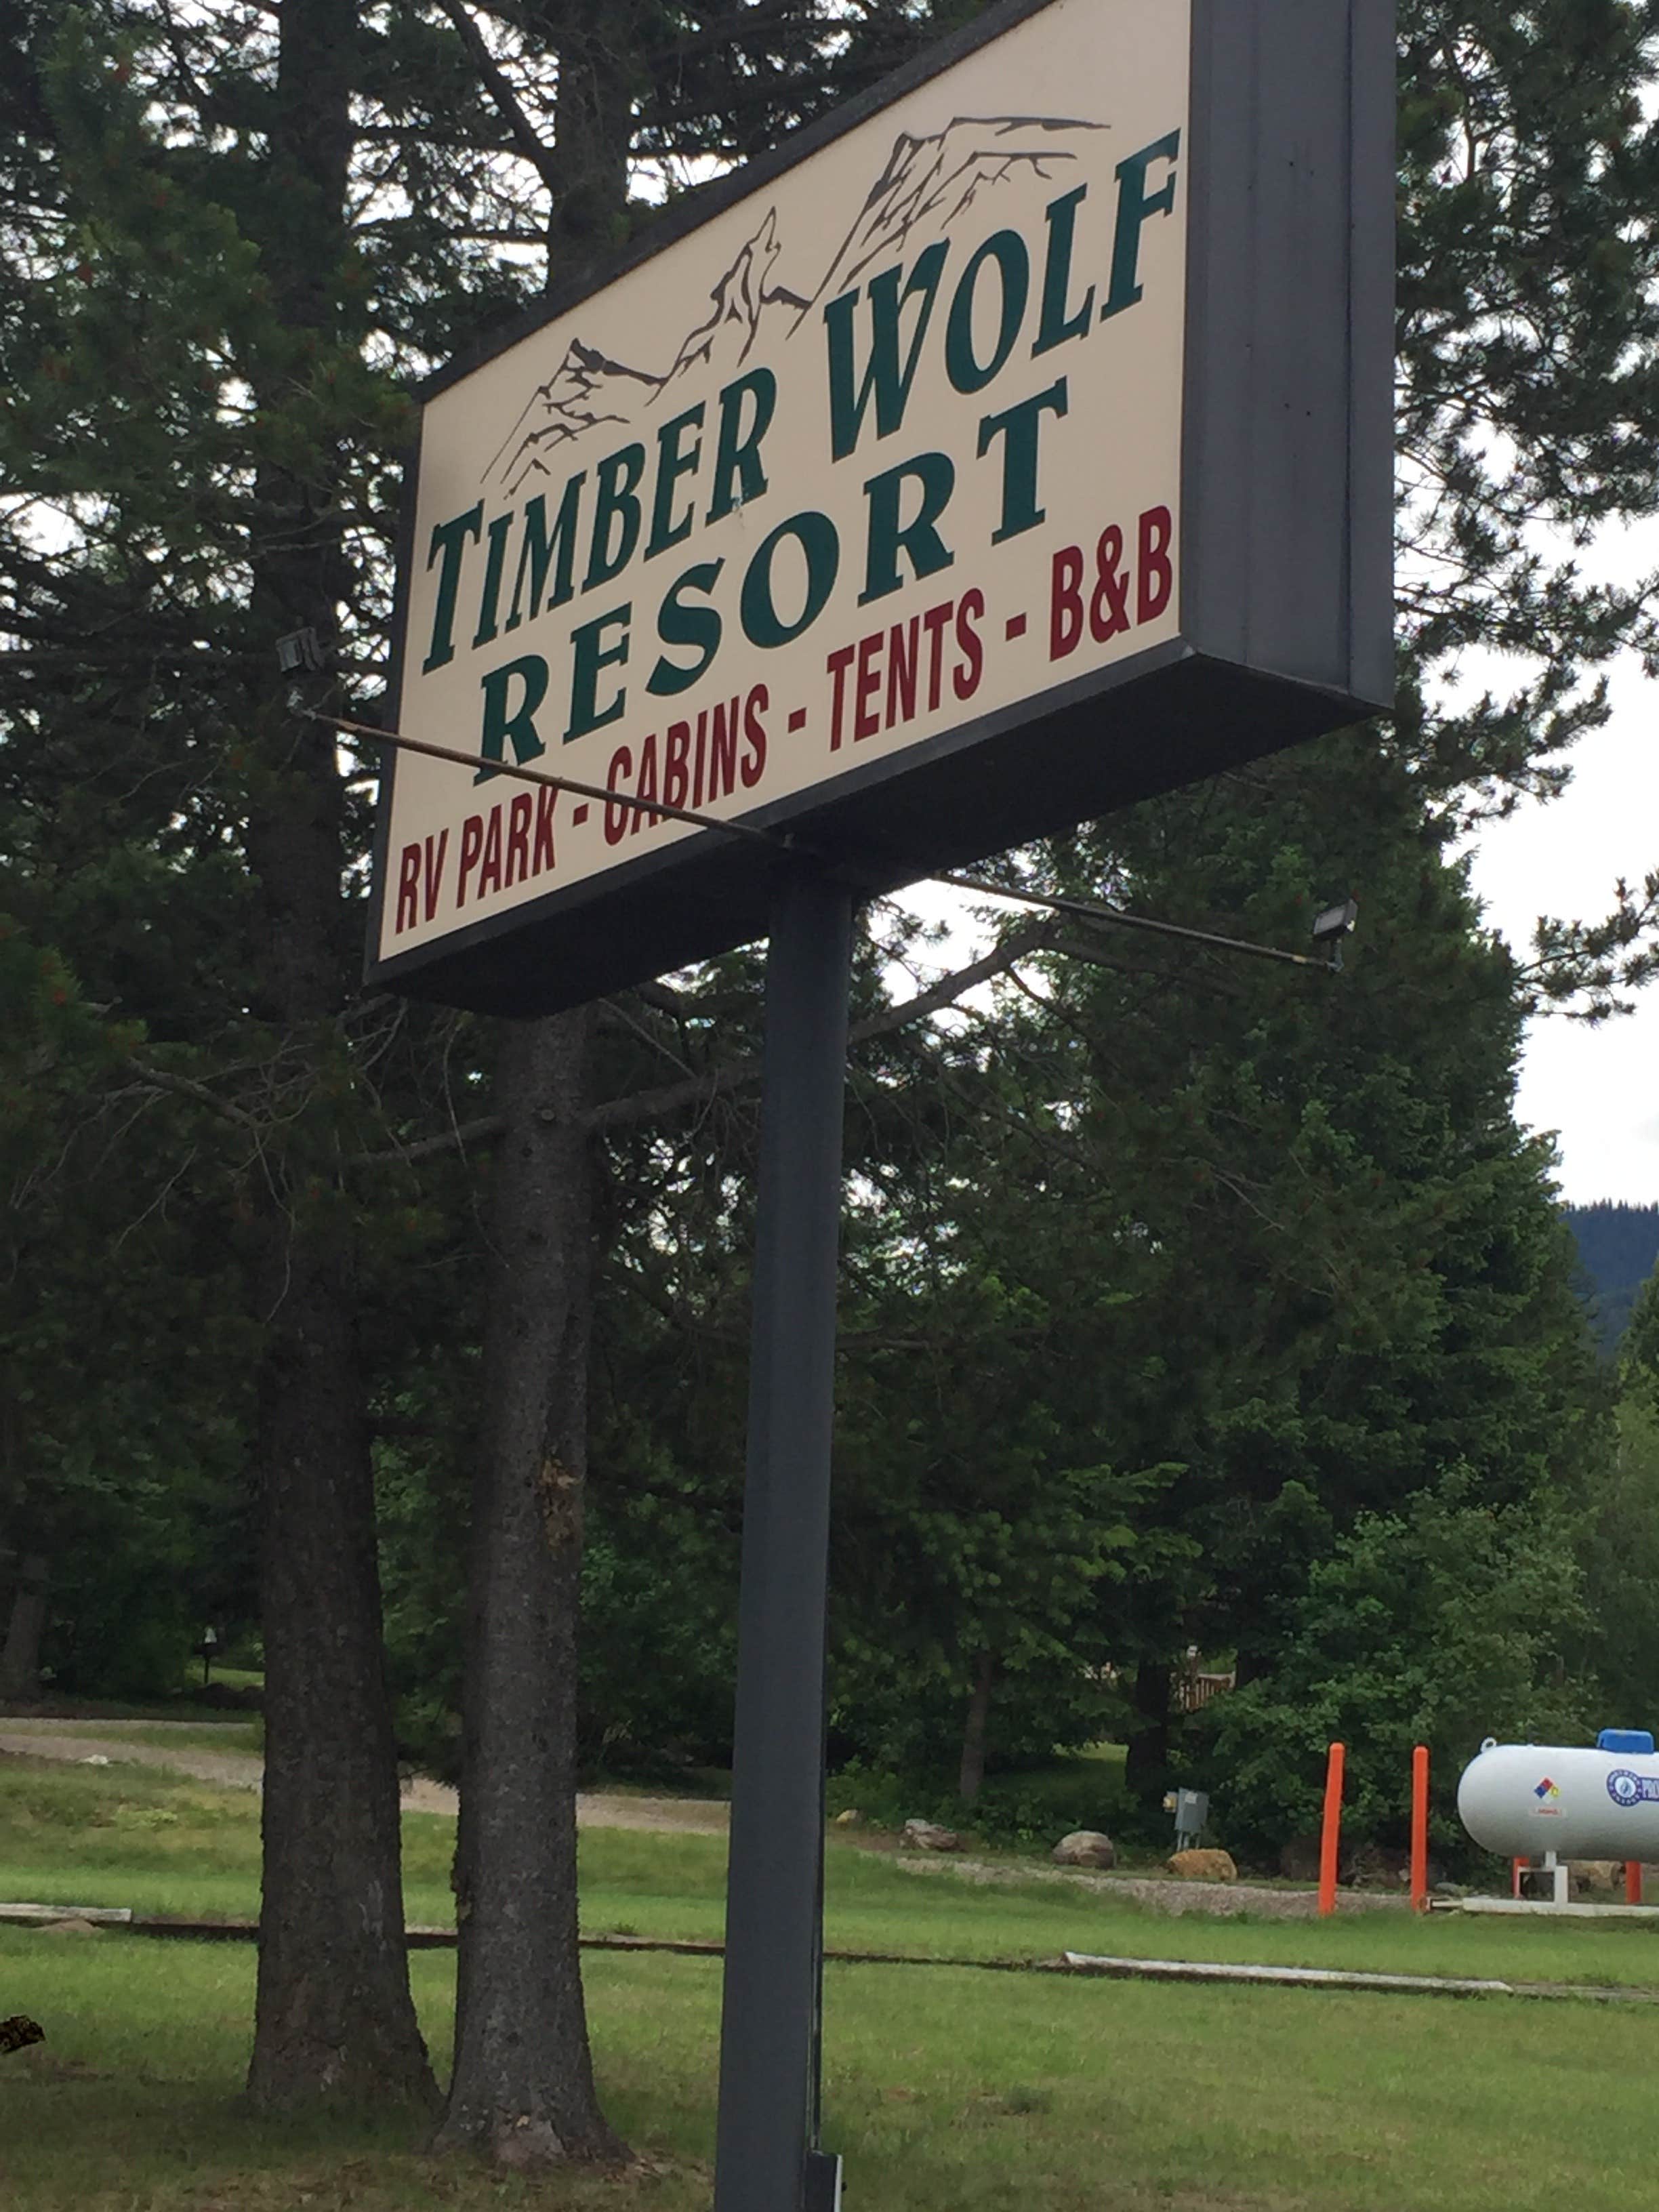 TIMBER WOLF
RESORT
RV PARK - CABINS - TENTS - B&B